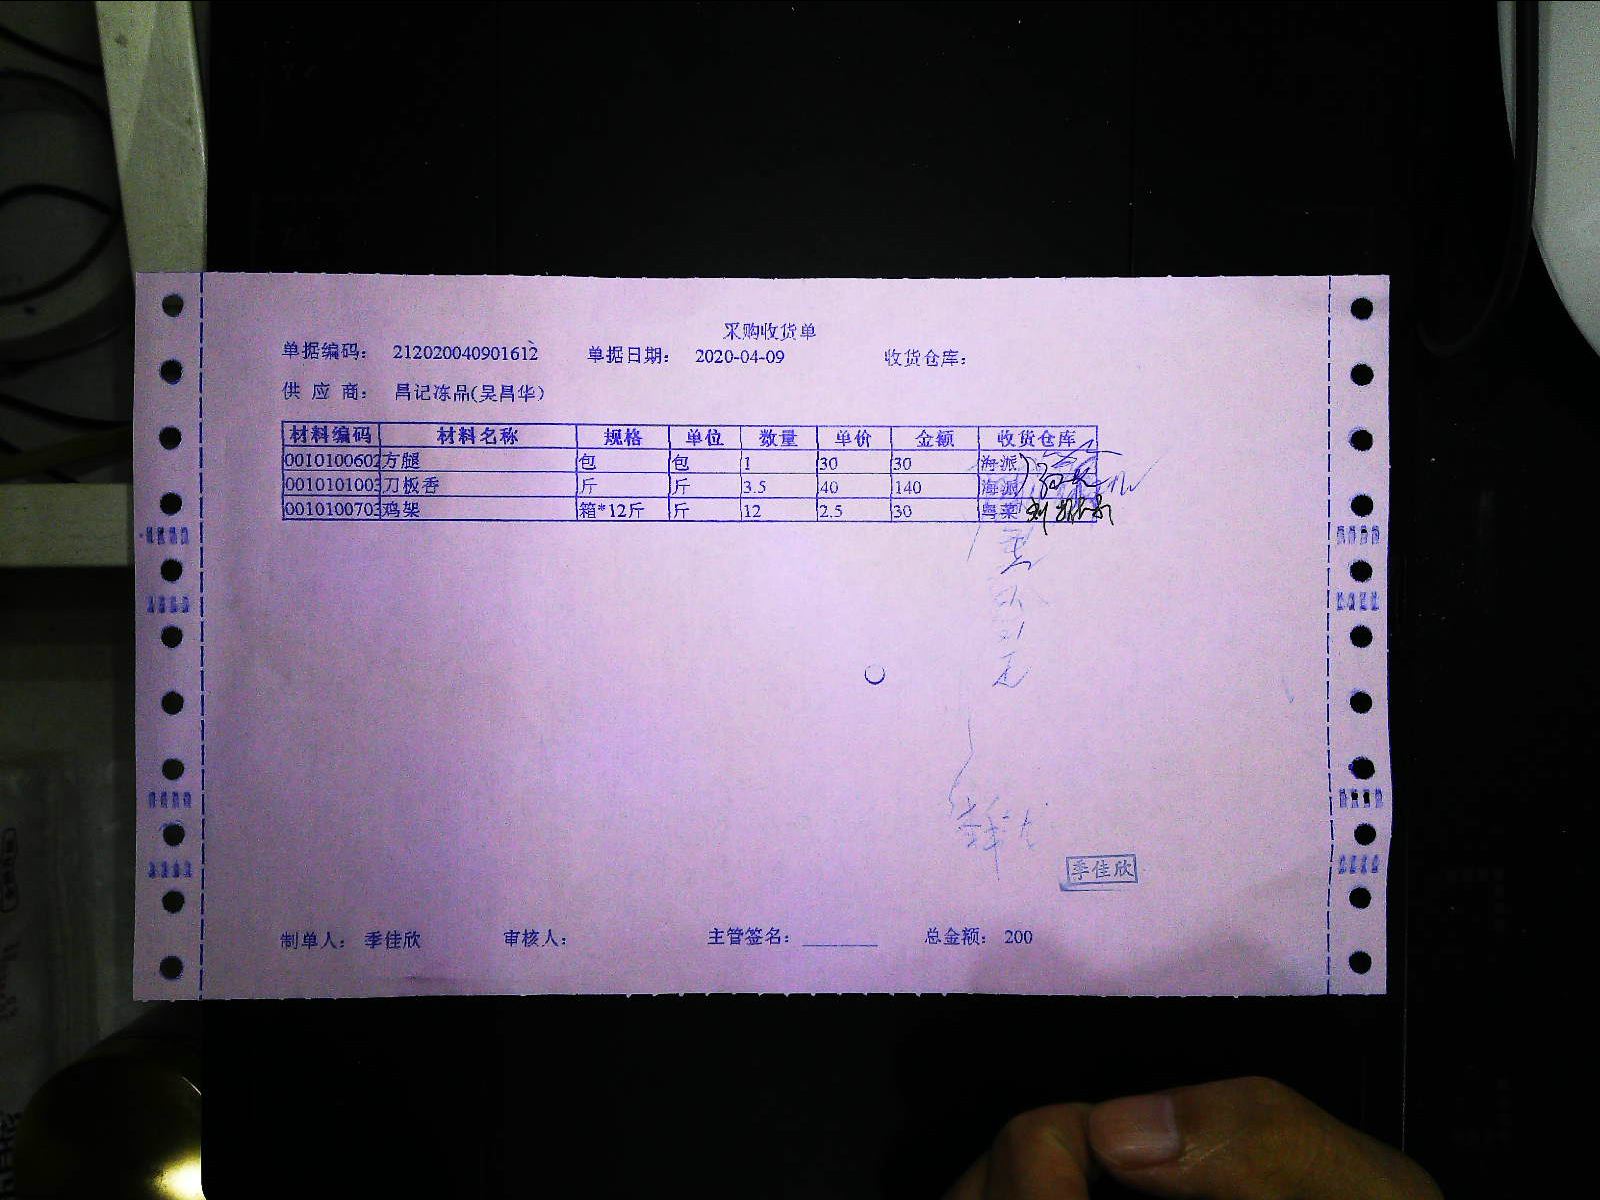 采购收货单
单据编码： 212020040901612 单据日期： 2020-04-09 收货仓库：
供 应 商： 昌记冻品(吴昌华)
材料编码 材料名称 规格 单位 数量 单价 金额 收货仓库
0010100602 方腿 包 包 1 30 30 海派
0010101003 刀板香 斤 斤 3.5 40 140 海派
0010100703 鸡架 箱*12斤 斤 12 2.5 30 粤菜
季佳欣
制单人： 季佳欣 审核人： 主管签名： 总金额： 200